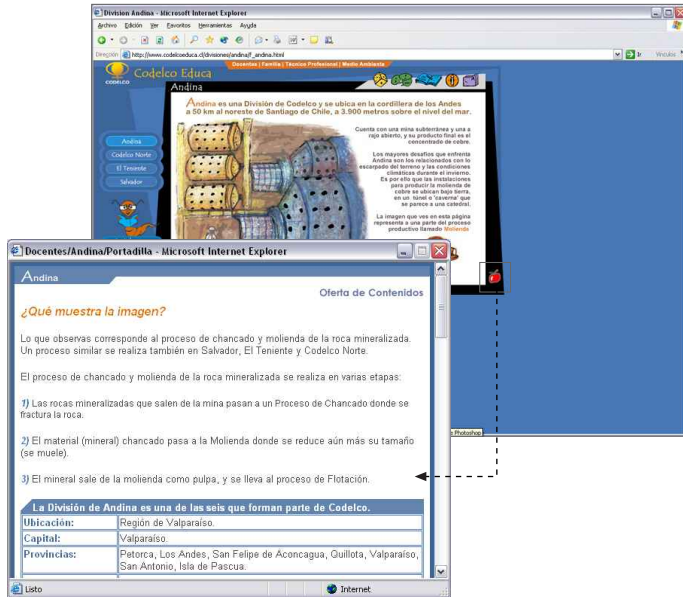 Division Andina - Microsoft Internet Explorer
Archivo Edición Ver Favoritos Herramientas Ayuda
Dirección http://www.codelcoeduca.cl/divisiones/andina/f_andina.html Ir Vínculos
Docentes | Familia | Técnico Profesional | Medio Ambiente
CODELCO
Codelco Educa
Andina
Andina es una División de Codelco y se ubica en la cordillera de los Andes
a 50 km al noreste de Santiago de Chile, a 3.900 metros sobre el nivel del mar.
Andina
Codelco Norte
El Teniente
Salvador
Cuenta con una mina subterránea y una a
rajo abierto, y su producto final es el
concentrado de cobre.
Los mayores desafíos que enfrenta
Andina son los relacionados con lo
escarpado del terreno y las condiciones
climáticas durante el invierno.
Es por ello que las instalaciones
para producir la molienda de
cobre se ubican bajo tierra,
en un túnel o 'caverna' que
se parece a una catedral.
La imagen que ves en esta página
representa a una parte del proceso
productivo llamado Molienda
Photoshop
Docentes/Andina/Portadilla - Microsoft Internet Explorer
Andina
Oferta de Contenidos
¿Qué muestra la imagen?
Lo que observas corresponde al proceso de chancado y molienda de la roca mineralizada.
Un proceso similar se realiza también en Salvador, El Teniente y Codelco Norte.
El proceso de chancado y molienda de la roca mineralizada se realiza en varias etapas:
1) Las rocas mineralizadas que salen de la mina pasan a un Proceso de Chancado donde se
fractura la roca.
2) El material (mineral) chancado pasa a la Molienda donde se reduce aún más su tamaño
(se muele).
3) El mineral sale de la molienda como pulpa, y se lleva al proceso de Flotación.
La División de Andina es una de las seis que forman parte de Codelco.
Ubicación: Región de Valparaíso.
Capital: Valparaíso.
Provincias: Petorca, Los Andes, San Felipe de Aconcagua, Quillota, Valparaíso,
San Antonio, Isla de Pascua.
Listo Internet